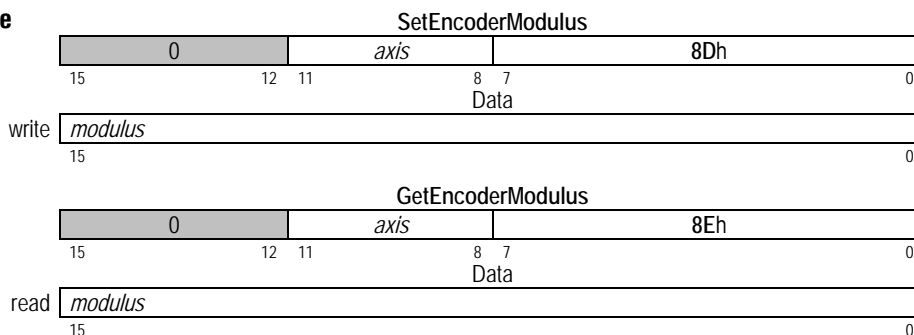 e
SetEncoderModulus
0 axis 8Dh
15 12 11 8 7 0
Data
write modulus
15 0
GetEncoderModulus
0 axis 8Eh
15 12 11 8 7 0
Data
read modulus
15 0